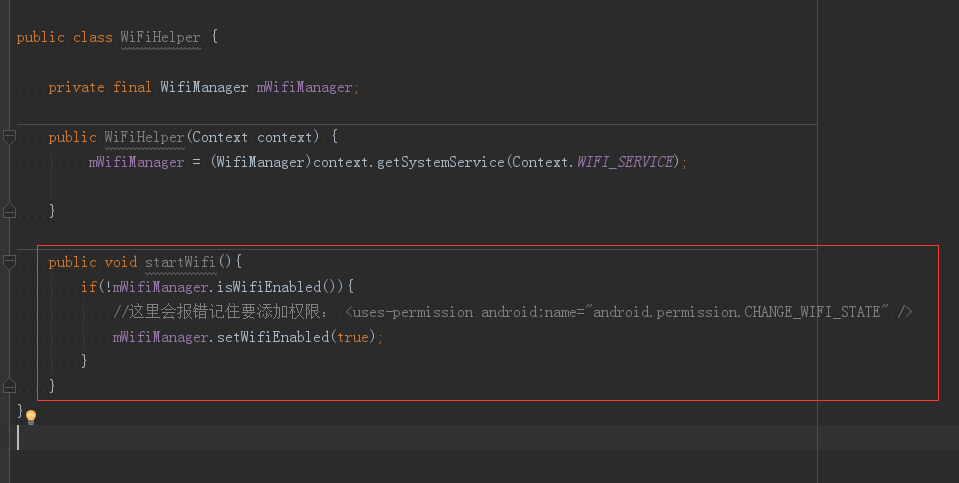 public class WiFiHelper {
private final WifiManager mWifiManager;
public WiFiHelper(Context context) {
mWifiManager = (WifiManager)context.getSystemService(Context.WIFI_SERVICE);
}
public void startWifi(){
if(!mWifiManager.isWifiEnabled()){
//这里会报错记住要添加权限： <uses-permission android:name="android.permission.CHANGE_WIFI_STATE" />
mWifiManager.setWifiEnabled(true);
}
}
}